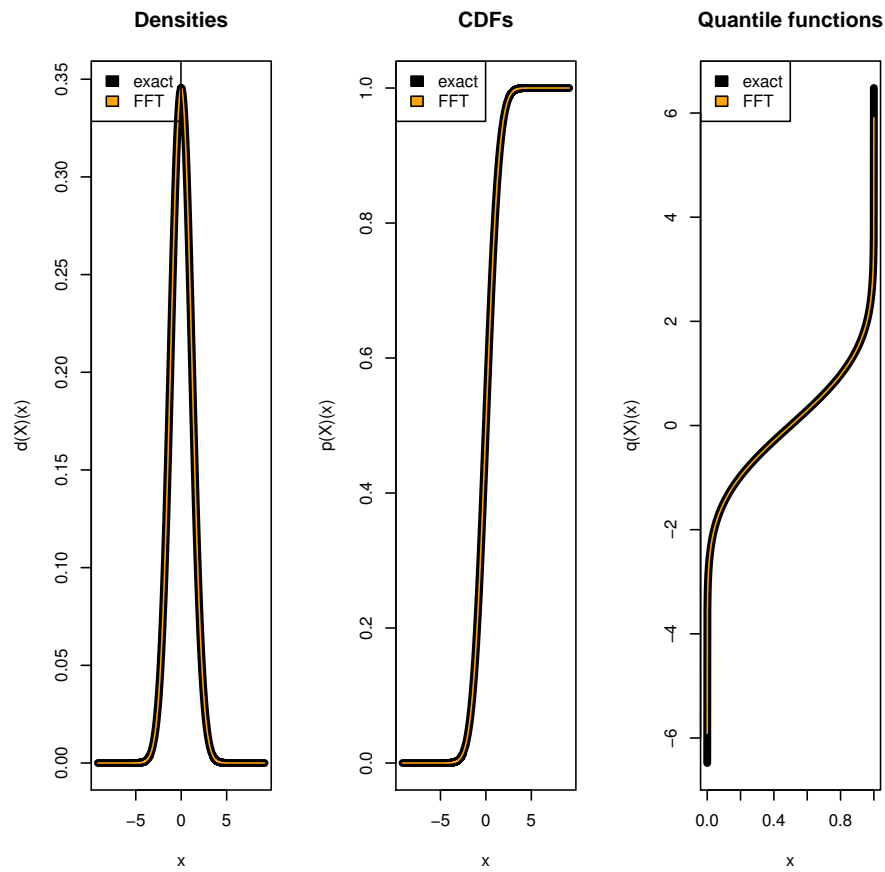 Densities
exact
FFT
d(X)(x)
0.35
0.30
0.25
0.20
0.15
0.10
0.05
0.00
−5 0 5
x
CDFs
exact
FFT
p(X)(x)
1.0
0.8
0.6
0.4
0.2
0.0
−5 0 5
x
Quantile functions
exact
FFT
q(X)(x)
6
4
2
0
−2
−4
−6
0.0 0.4 0.8
x